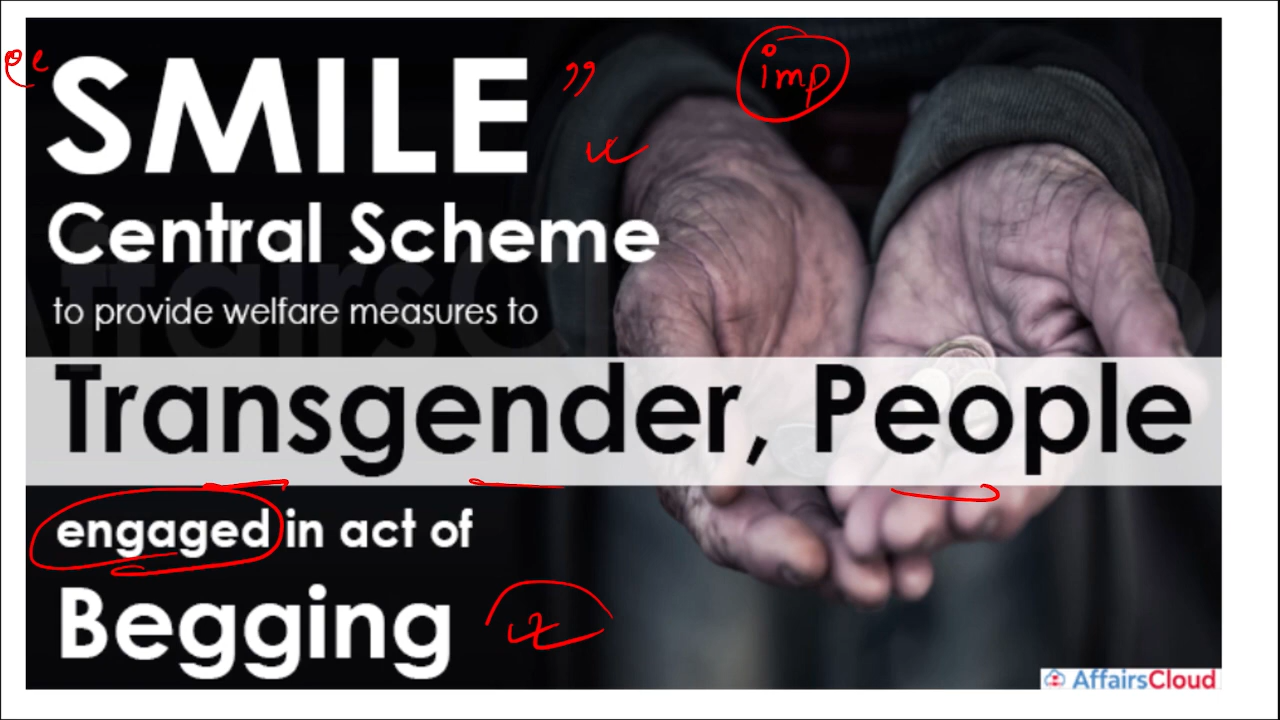 SMILE
imp
Central Scheme
to provide welfare measures to
Transgender, People
engaged in act of
Begging
AffairsCloud